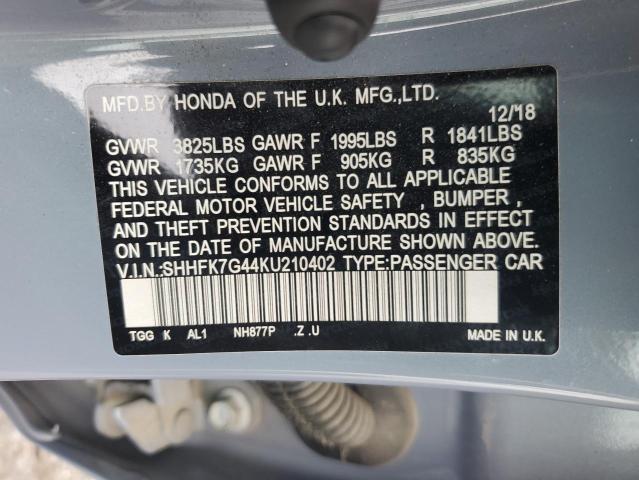 MFD.BY HONDA OF THE U.K. MFG.,LTD.
12/18
GVWR 3825LBS GAWR F 1995LBS R 1841LBS
GVWR 1735KG GAWR F 905KG R 835KG
THIS VEHICLE CONFORMS TO ALL APPLICABLE
FEDERAL MOTOR VEHICLE SAFETY , BUMPER ,
AND THEFT PREVENTION STANDARDS IN EFFECT
ON THE DATE OF MANUFACTURE SHOWN ABOVE.
V.I.N.:SHHFK7G44KU210402 TYPE:PASSENGER CAR
TGG K AL1 NH877P .Z .U MADE IN U.K.